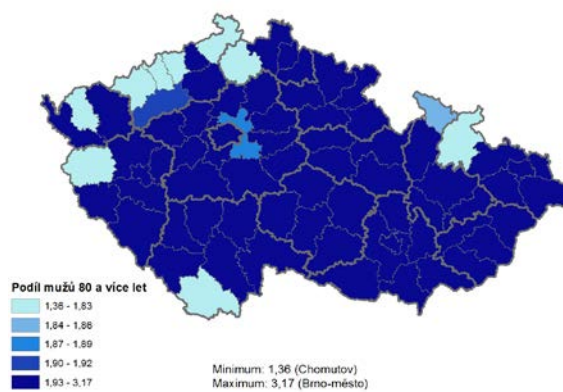 Podíl mužů 80 a více let
1,36 - 1,83
1,84 - 1,86
1,87 - 1,89
1,90 - 1,92
1,93 - 3,17
Minimum: 1,36 (Chomutov)
Maximum: 3,17 (Brno-město)